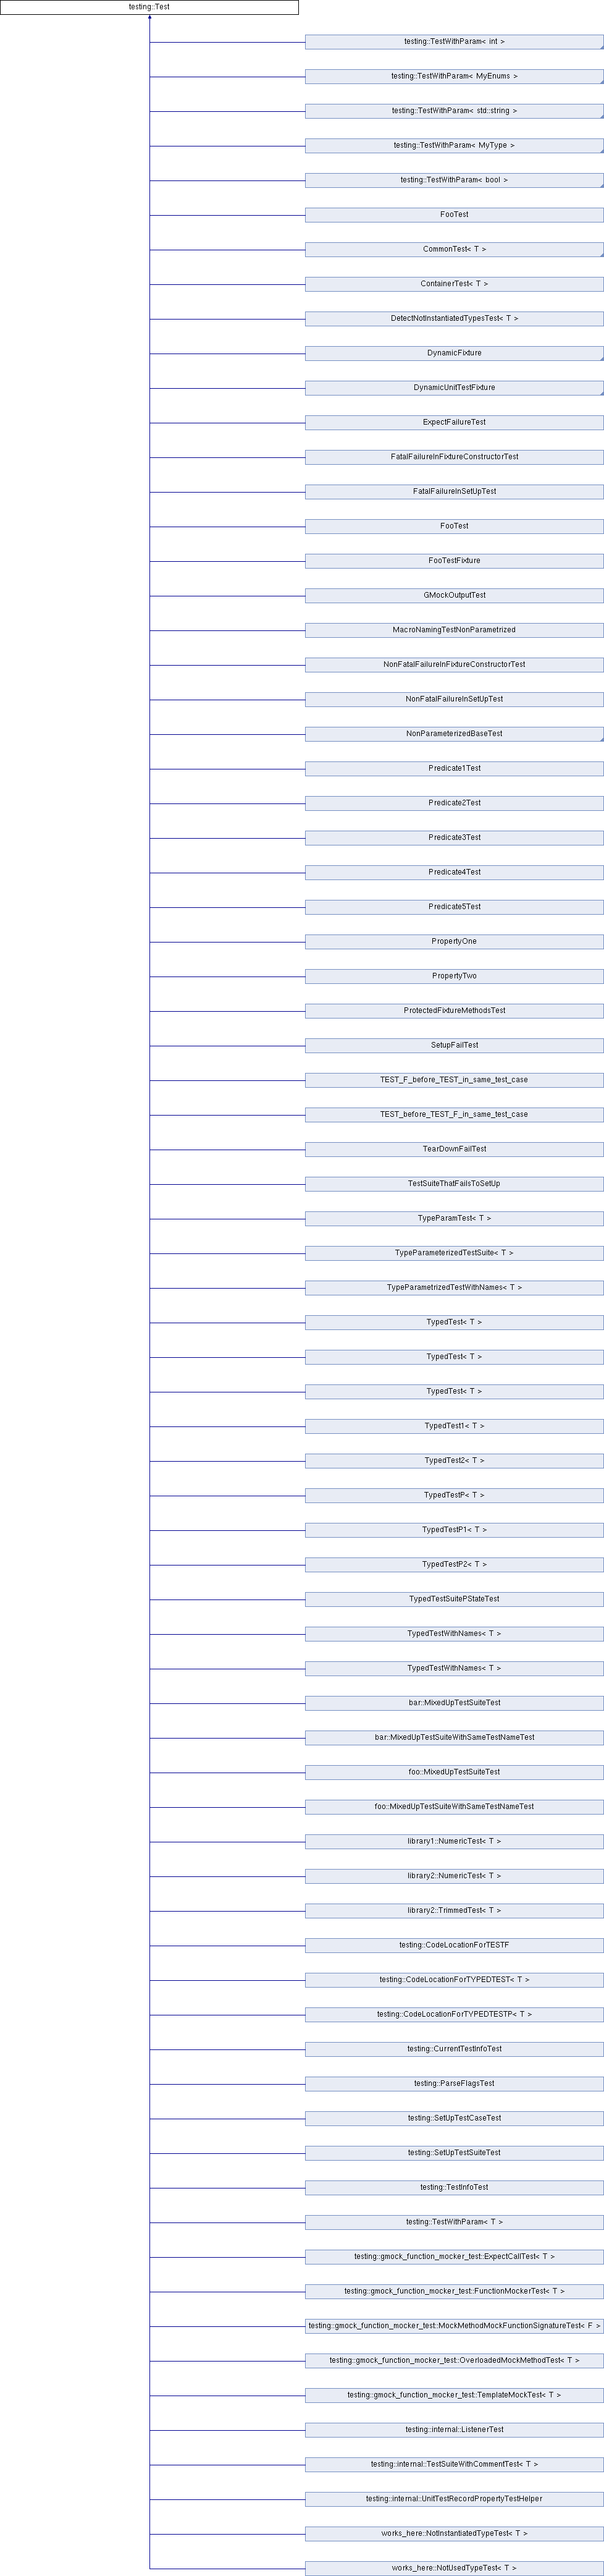 testing::Test
testing::TestWithParam< int >
testing::TestWithParam< MyEnums >
testing::TestWithParam< std::string >
testing::TestWithParam< MyType >
testing::TestWithParam< bool >
FooTest
CommonTest< T >
ContainerTest< T >
DetectNotInstantiatedTypesTest< T >
DynamicFixture
DynamicUnitTestFixture
ExpectFailureTest
FatalFailureInFixtureConstructorTest
FatalFailureInSetUpTest
FooTest
FooTestFixture
GMockOutputTest
MacroNamingTestNonParametrized
NonFatalFailureInFixtureConstructorTest
NonFatalFailureInSetUpTest
NonParameterizedBaseTest
Predicate1Test
Predicate2Test
Predicate3Test
Predicate4Test
Predicate5Test
PropertyOne
PropertyTwo
ProtectedFixtureMethodsTest
SetupFailTest
TEST_F_before_TEST_in_same_test_case
TEST_before_TEST_F_in_same_test_case
TearDownFailTest
TestSuiteThatFailsToSetUp
TypeParamTest< T >
TypeParameterizedTestSuite< T >
TypeParametrizedTestWithNames< T >
TypedTest< T >
TypedTest< T >
TypedTest< T >
TypedTest1< T >
TypedTest2< T >
TypedTestP< T >
TypedTestP1< T >
TypedTestP2< T >
TypedTestSuitePStateTest
TypedTestWithNames< T >
TypedTestWithNames< T >
bar::MixedUpTestSuiteTest
bar::MixedUpTestSuiteWithSameTestNameTest
foo::MixedUpTestSuiteTest
foo::MixedUpTestSuiteWithSameTestNameTest
library1::NumericTest< T >
library2::NumericTest< T >
library2::TrimmedTest< T >
testing::CodeLocationForTESTF
testing::CodeLocationForTYPEDTEST< T >
testing::CodeLocationForTYPEDTESTP< T >
testing::CurrentTestInfoTest
testing::ParseFlagsTest
testing::SetUpTestCaseTest
testing::SetUpTestSuiteTest
testing::TestInfoTest
testing::TestWithParam< T >
testing::gmock_function_mocker_test::ExpectCallTest< T >
testing::gmock_function_mocker_test::FunctionMockerTest< T >
testing::gmock_function_mocker_test::MockMethodMockFunctionSignatureTest< F >
testing::gmock_function_mocker_test::OverloadedMockMethodTest< T >
testing::gmock_function_mocker_test::TemplateMockTest< T >
testing::internal::ListenerTest
testing::internal::TestSuiteWithCommentTest< T >
testing::internal::UnitTestRecordPropertyTestHelper
works_here::NotInstantiatedTypeTest< T >
works_here::NotUsedTypeTest< T >